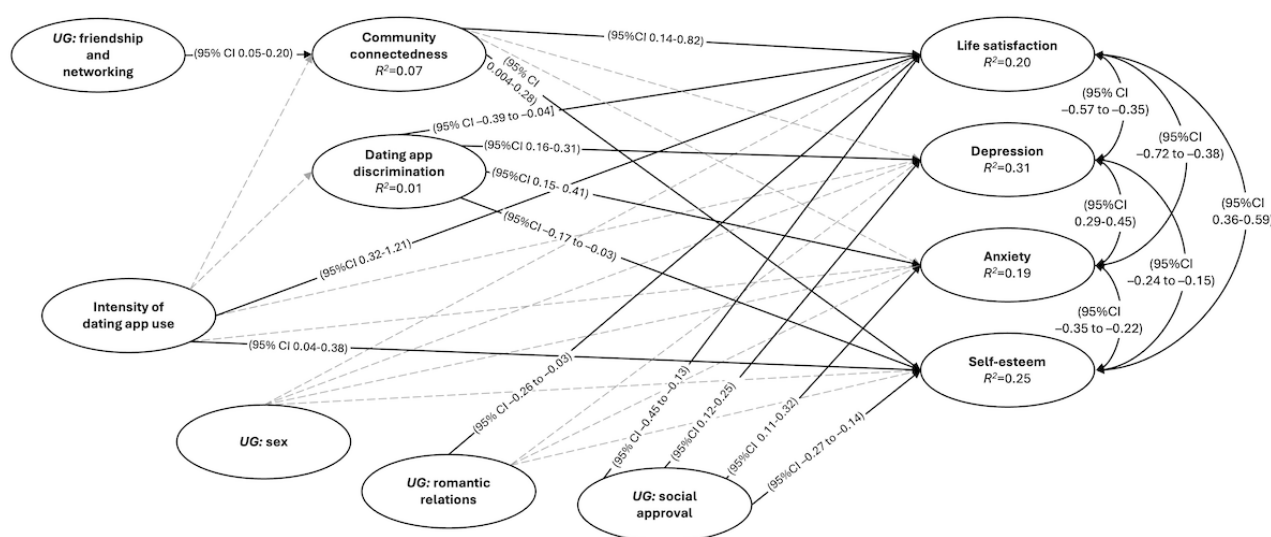 UG: friendship
and
networking
(95% CI 0.05-0.20)
Community
connectedness
R²=0.07
(95%CI 0.14-0.82)
(95% CI
0.004-0.28)
Life satisfaction
R²=0.20
(95% CI
–0.57 to –0.35)
(95% CI –0.39 to –0.04]
Dating app
discrimination
R²=0.01
(95%CI 0.16-0.31)
(95%CI 0.15- 0.41)
(95%CI –0.17 to –0.03)
Depression
R²=0.31
(95%CI
–0.72 to –0.38)
(95%CI
0.29-0.45)
(95%CI
0.36-0.59)
(95%CI 0.32-1.21)
Anxiety
R²=0.19
(95%CI
–0.24 to –0.15)
Intensity of
dating app use
(95% CI 0.04-0.38)
(95%CI
–0.35 to –0.22)
Self-esteem
R²=0.25
UG: sex
(95% CI –0.26 to –0.03)
(95% CI –0.45 to –0.13)
(95%CI 0.12-0.25)
(95%CI 0.11-0.32)
(95%CI –0.27 to –0.14)
UG: romantic
relations
UG: social
approval